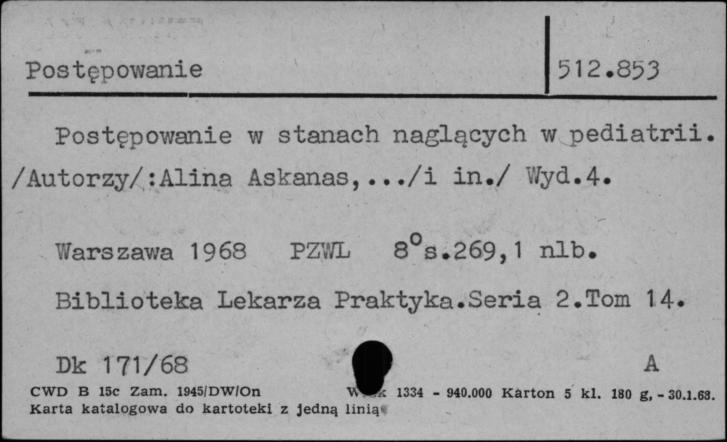 Postępowanie 512.853
Postępowanie w stanach naglących w pediatrii.
/Autorzy/:Alina Askanas,.../i in./ Wyd.4.
Warszawa 1968 PZWL 8° s.269,1 nlb.
Biblioteka Lekarza Praktyka.Seria 2.Tom 14.
Dk 171/68 A
CWD B 15c Zam. 1945/DW/On 1334 - 940.000 Karton 5 kl. 180 g, - 30.1.68.
Karta katalogowa do kartoteki z jedną linią